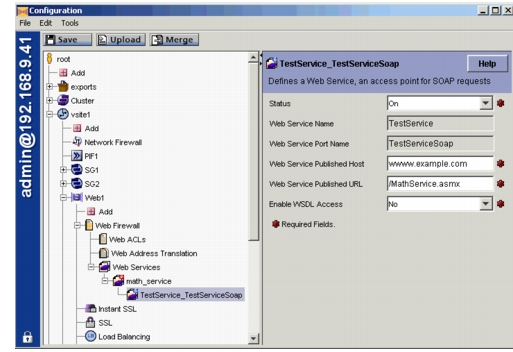 Configuration
File Edit Tools
Save Upload Merge
admin@192.168.9.41
root
Add
exports
Cluster
vsite1
Add
Network Firewall
PIF1
SG1
SG2
Web1
Add
Web Firewall
Web ACLs
Web Address Translation
Web Services
math_service
TestService_TestServiceSoap
Instant SSL
SSL
Load Balancing
TestService_TestServiceSoap Help
Defines a Web Service, an access point for SOAP requests
Status On
Web Service Name TestService
Web Service Port Name TestServiceSoap
Web Service Published Host wwww.example.com
Web Service Published URL /MathService.asmx
Enable WSDL Access No
Required Fields.